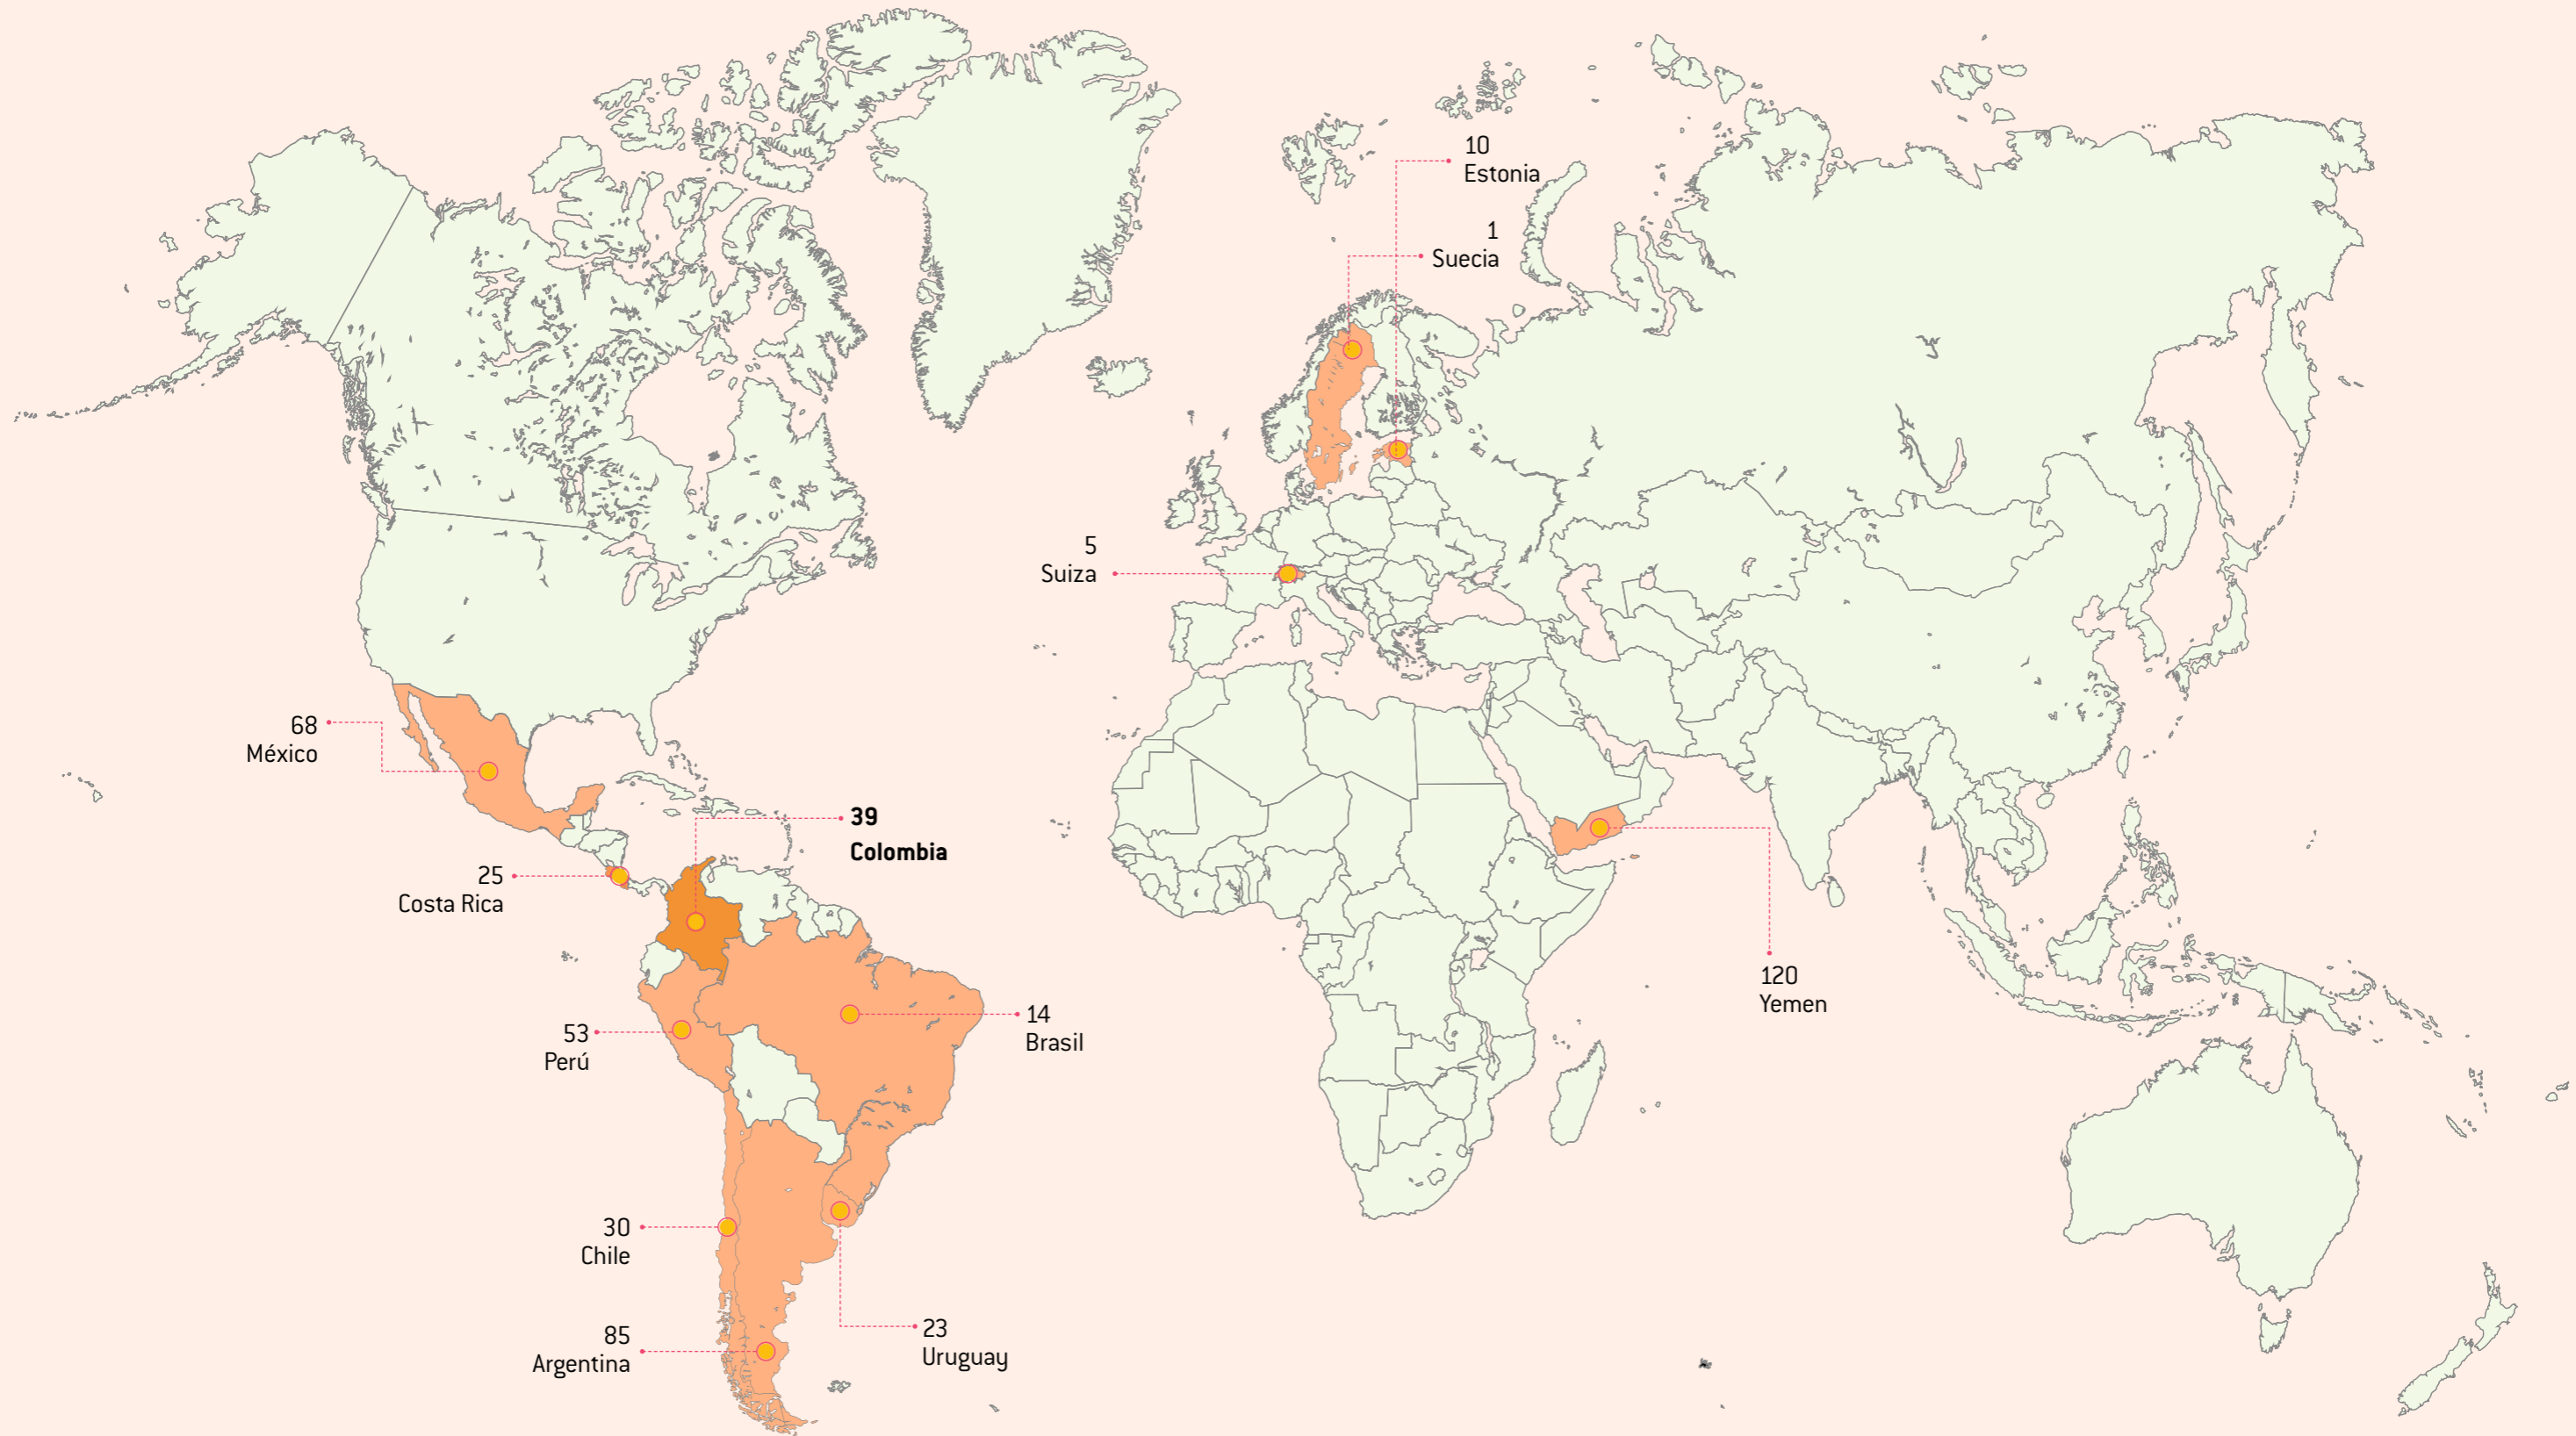 10
Estonia
1
Suecia
5
Suiza
68
México
39
Colombia
25
Costa Rica
120
Yemen
14
Brasil
53
Perú
30
Chile
23
Uruguay
85
Argentina